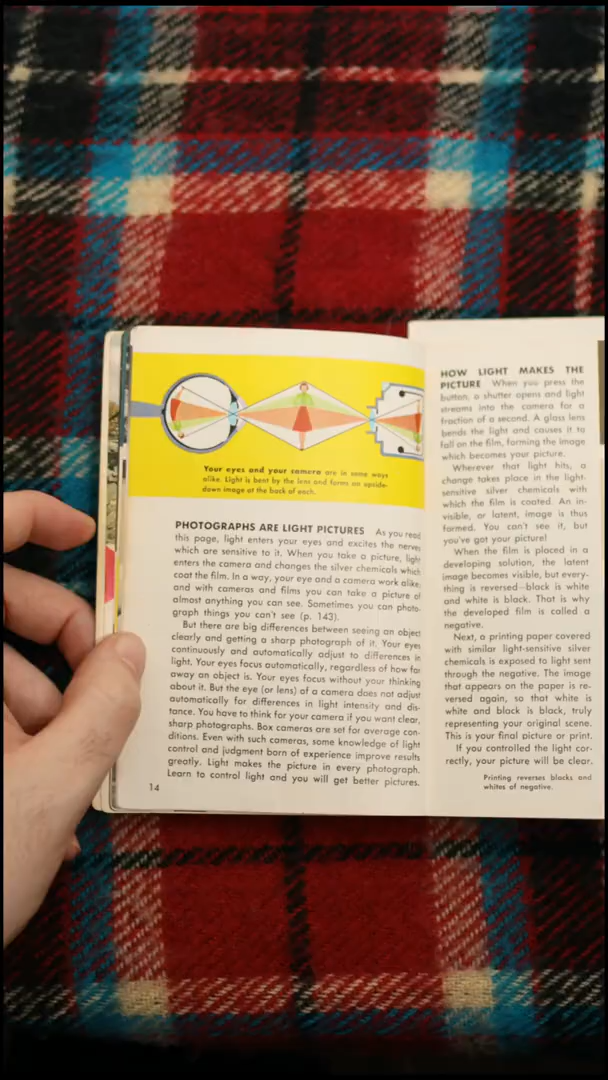 Your eyes and your camera are in some ways
alike. Light is bent by the lens and forms an upside-
down image at the back of each.
PHOTOGRAPHS ARE LIGHT PICTURES As you read
this page, light enters your eyes and excites the nerves
which are sensitive to it. When you take a picture, light
enters the camera and changes the silver chemicals which
coat the film. In a way, your eye and a camera work alike;
and with cameras and films you can take a picture of
almost anything you can see. Sometimes you can photo-
graph things you can't see (p. 143).
But there are big differences between seeing an object
clearly and getting a sharp photograph of it. Your eyes
continuously and automatically adjust to differences in
light. Your eyes focus automatically, regardless of how far
away an object is. Your eyes focus without your thinking
about it. But the eye (or lens) of a camera does not adjust
automatically for differences in light intensity and dis-
tance. You have to think for your camera if you want clear,
sharp photographs. Box cameras are set for average con-
ditions. Even with such cameras, some knowledge of light
control and judgment born of experience improve results
greatly. Light makes the picture in every photograph.
Learn to control light and you will get better pictures.
14
HOW LIGHT MAKES THE
PICTURE When you press the
button, a shutter opens and light
streams into the camera for a
fraction of a second. A glass lens
bends the light and causes it to
fall on the film, forming the image
which becomes your picture.
Wherever that light hits, a
change takes place in the light-
sensitive silver chemicals with
which the film is coated. An in-
visible, or latent, image is thus
formed. You can't see it, but
you've got your picture!
When the film is placed in a
developing solution, the latent
image becomes visible, but every-
thing is reversed—black is white
and white is black. That is why
the developed film is called a
negative.
Next, a printing paper covered
with similar light-sensitive silver
chemicals is exposed to light sent
through the negative. The image
that appears on the paper is re-
versed again, so that white is
white and black is black, truly
representing your original scene.
This is your final picture or print.
If you controlled the light cor-
rectly, your picture will be clear.
Printing reverses blacks and
whites of negative.